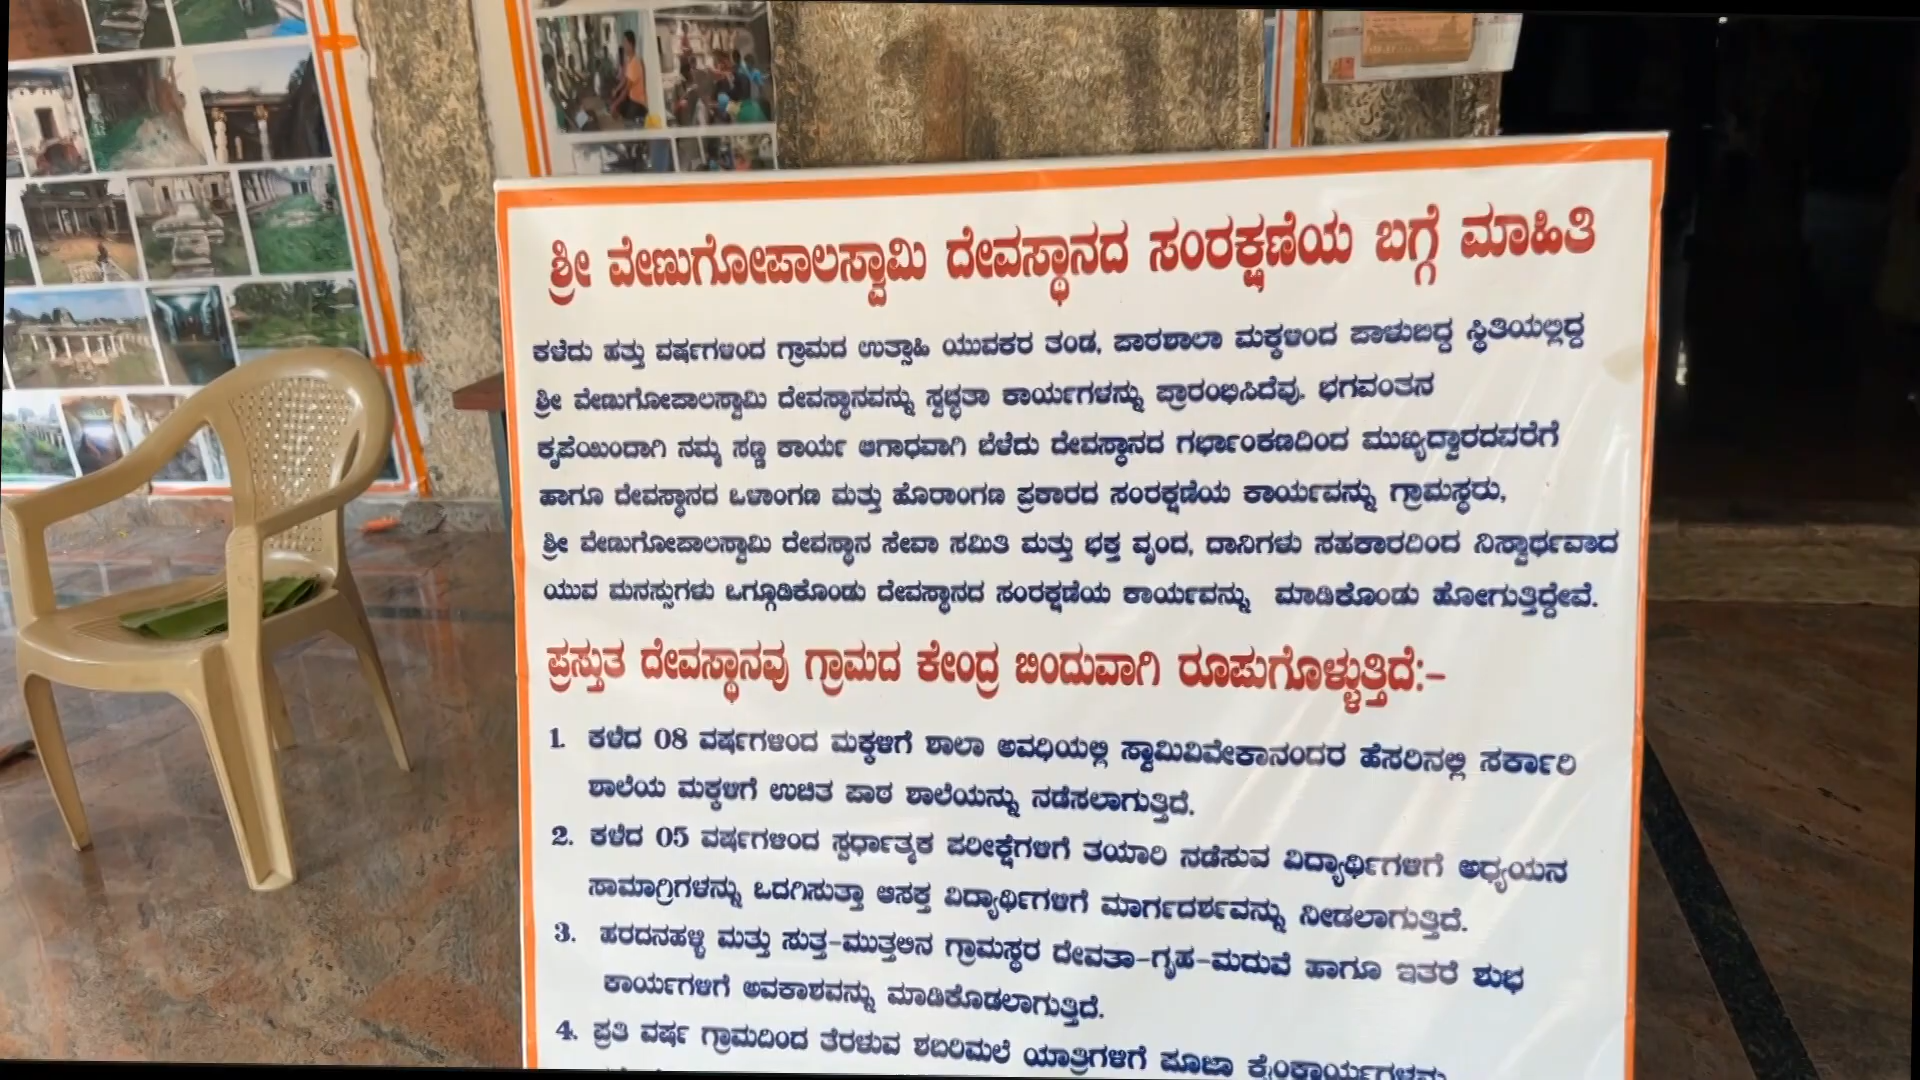 ಶ್ರೀ ವೇಣುಗೋಪಾಲಸ್ವಾಮಿ ದೇವಸ್ಥಾನದ ಸಂರಕ್ಷಣೆಯ ಬಗ್ಗೆ ಮಾಹಿತಿ
ಕಳೆದು ಹತ್ತು ವರ್ಷಗಳಿಂದ ಗ್ರಾಮದ ಉತ್ಸಾಹಿ ಯುವಕರ ತಂಡ, ಪಾಠಶಾಲಾ ಮಕ್ಕಳಿಂದ ಪಾಳುಬಿದ್ದ ಸ್ಥಿತಿಯಲ್ಲಿದ್ದ
ಶ್ರೀ ವೇಣುಗೋಪಾಲಸ್ವಾಮಿ ದೇವಸ್ಥಾನವನ್ನು ಸ್ವಚ್ಛತಾ ಕಾರ್ಯಗಳನ್ನು ಪ್ರಾರಂಭಿಸಿದೆವು. ಭಗವಂತನ
ಕೃಪೆಯಿಂದಾಗಿ ನಮ್ಮ ಸಣ್ಣ ಕಾರ್ಯ ಆಗಾಧವಾಗಿ ಬೆಳೆದು ದೇವಸ್ಥಾನದ ಗರ್ಭಾಂಕಣದಿಂದ ಮುಖ್ಯದ್ವಾರದವರೆಗೆ
ಹಾಗೂ ದೇವಸ್ಥಾನದ ಒಳಾಂಗಣ ಮತ್ತು ಹೊರಾಂಗಣ ಪ್ರಕಾರದ ಸಂರಕ್ಷಣೆಯ ಕಾರ್ಯವನ್ನು ಗ್ರಾಮಸ್ಥರು,
ಶ್ರೀ ವೇಣುಗೋಪಾಲಸ್ವಾಮಿ ದೇವಸ್ಥಾನ ಸೇವಾ ಸಮಿತಿ ಮತ್ತು ಭಕ್ತ ವೃಂದ, ದಾನಿಗಳು ಸಹಕಾರದಿಂದ ನಿಸ್ವಾರ್ಥವಾದ
ಯುವ ಮನಸ್ಸುಗಳು ಒಗ್ಗೂಡಿಕೊಂಡು ದೇವಸ್ಥಾನದ ಸಂರಕ್ಷಣೆಯ ಕಾರ್ಯವನ್ನು ಮಾಡಿಕೊಂಡು ಹೋಗುತ್ತಿದ್ದೇವೆ.
ಪ್ರಸ್ತುತ ದೇವಸ್ಥಾನವು ಗ್ರಾಮದ ಕೇಂದ್ರ ಬಿಂದುವಾಗಿ ರೂಪುಗೊಳ್ಳುತ್ತಿದೆ:-
1. ಕಳೆದ 08 ವರ್ಷಗಳಿಂದ ಮಕ್ಕಳಿಗೆ ಶಾಲಾ ಅವಧಿಯಲ್ಲಿ ಸ್ವಾಮಿವಿವೇಕಾನಂದರ ಹೆಸರಿನಲ್ಲಿ ಸರ್ಕಾರಿ
ಶಾಲೆಯ ಮಕ್ಕಳಿಗೆ ಉಚಿತ ಪಾಠ ಶಾಲೆಯನ್ನು ನಡೆಸಲಾಗುತ್ತಿದೆ.
2. ಕಳೆದ 05 ವರ್ಷಗಳಿಂದ ಸ್ಪರ್ಧಾತ್ಮಕ ಪರೀಕ್ಷೆಗಳಿಗೆ ತಯಾರಿ ನಡೆಸುವ ವಿದ್ಯಾರ್ಥಿಗಳಿಗೆ ಅಧ್ಯಯನ
ಸಾಮಾಗ್ರಿಗಳನ್ನು ಒದಗಿಸುತ್ತಾ ಆಸಕ್ತ ವಿದ್ಯಾರ್ಥಿಗಳಿಗೆ ಮಾರ್ಗದರ್ಶವನ್ನು ನೀಡಲಾಗುತ್ತಿದೆ.
3. ಹರದನಹಳ್ಳಿ ಮತ್ತು ಸುತ್ತ-ಮುತ್ತಲಿನ ಗ್ರಾಮಸ್ಥರ ದೇವತಾ-ಗೃಹ-ಮದುವೆ ಹಾಗೂ ಇತರೆ ಶುಭ
ಕಾರ್ಯಗಳಿಗೆ ಅವಕಾಶವನ್ನು ಮಾಡಿಕೊಡಲಾಗುತ್ತಿದೆ.
4. ಪ್ರತಿ ವರ್ಷ ಗ್ರಾಮದಿಂದ ತೆರಳುವ ಶಬರಿಮಲೆ ಯಾತ್ರಿಗಳಿಗೆ ಪೂಜಾ